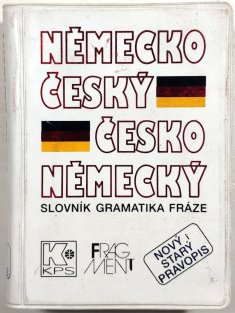 NĚMECKO
ČESKÝ
ČESKO
NĚMECKÝ
SLOVNÍK GRAMATIKA FRÁZE
K
KPS
FRAG
MENT
NOVÝ I
STARÝ
PRAVOPIS